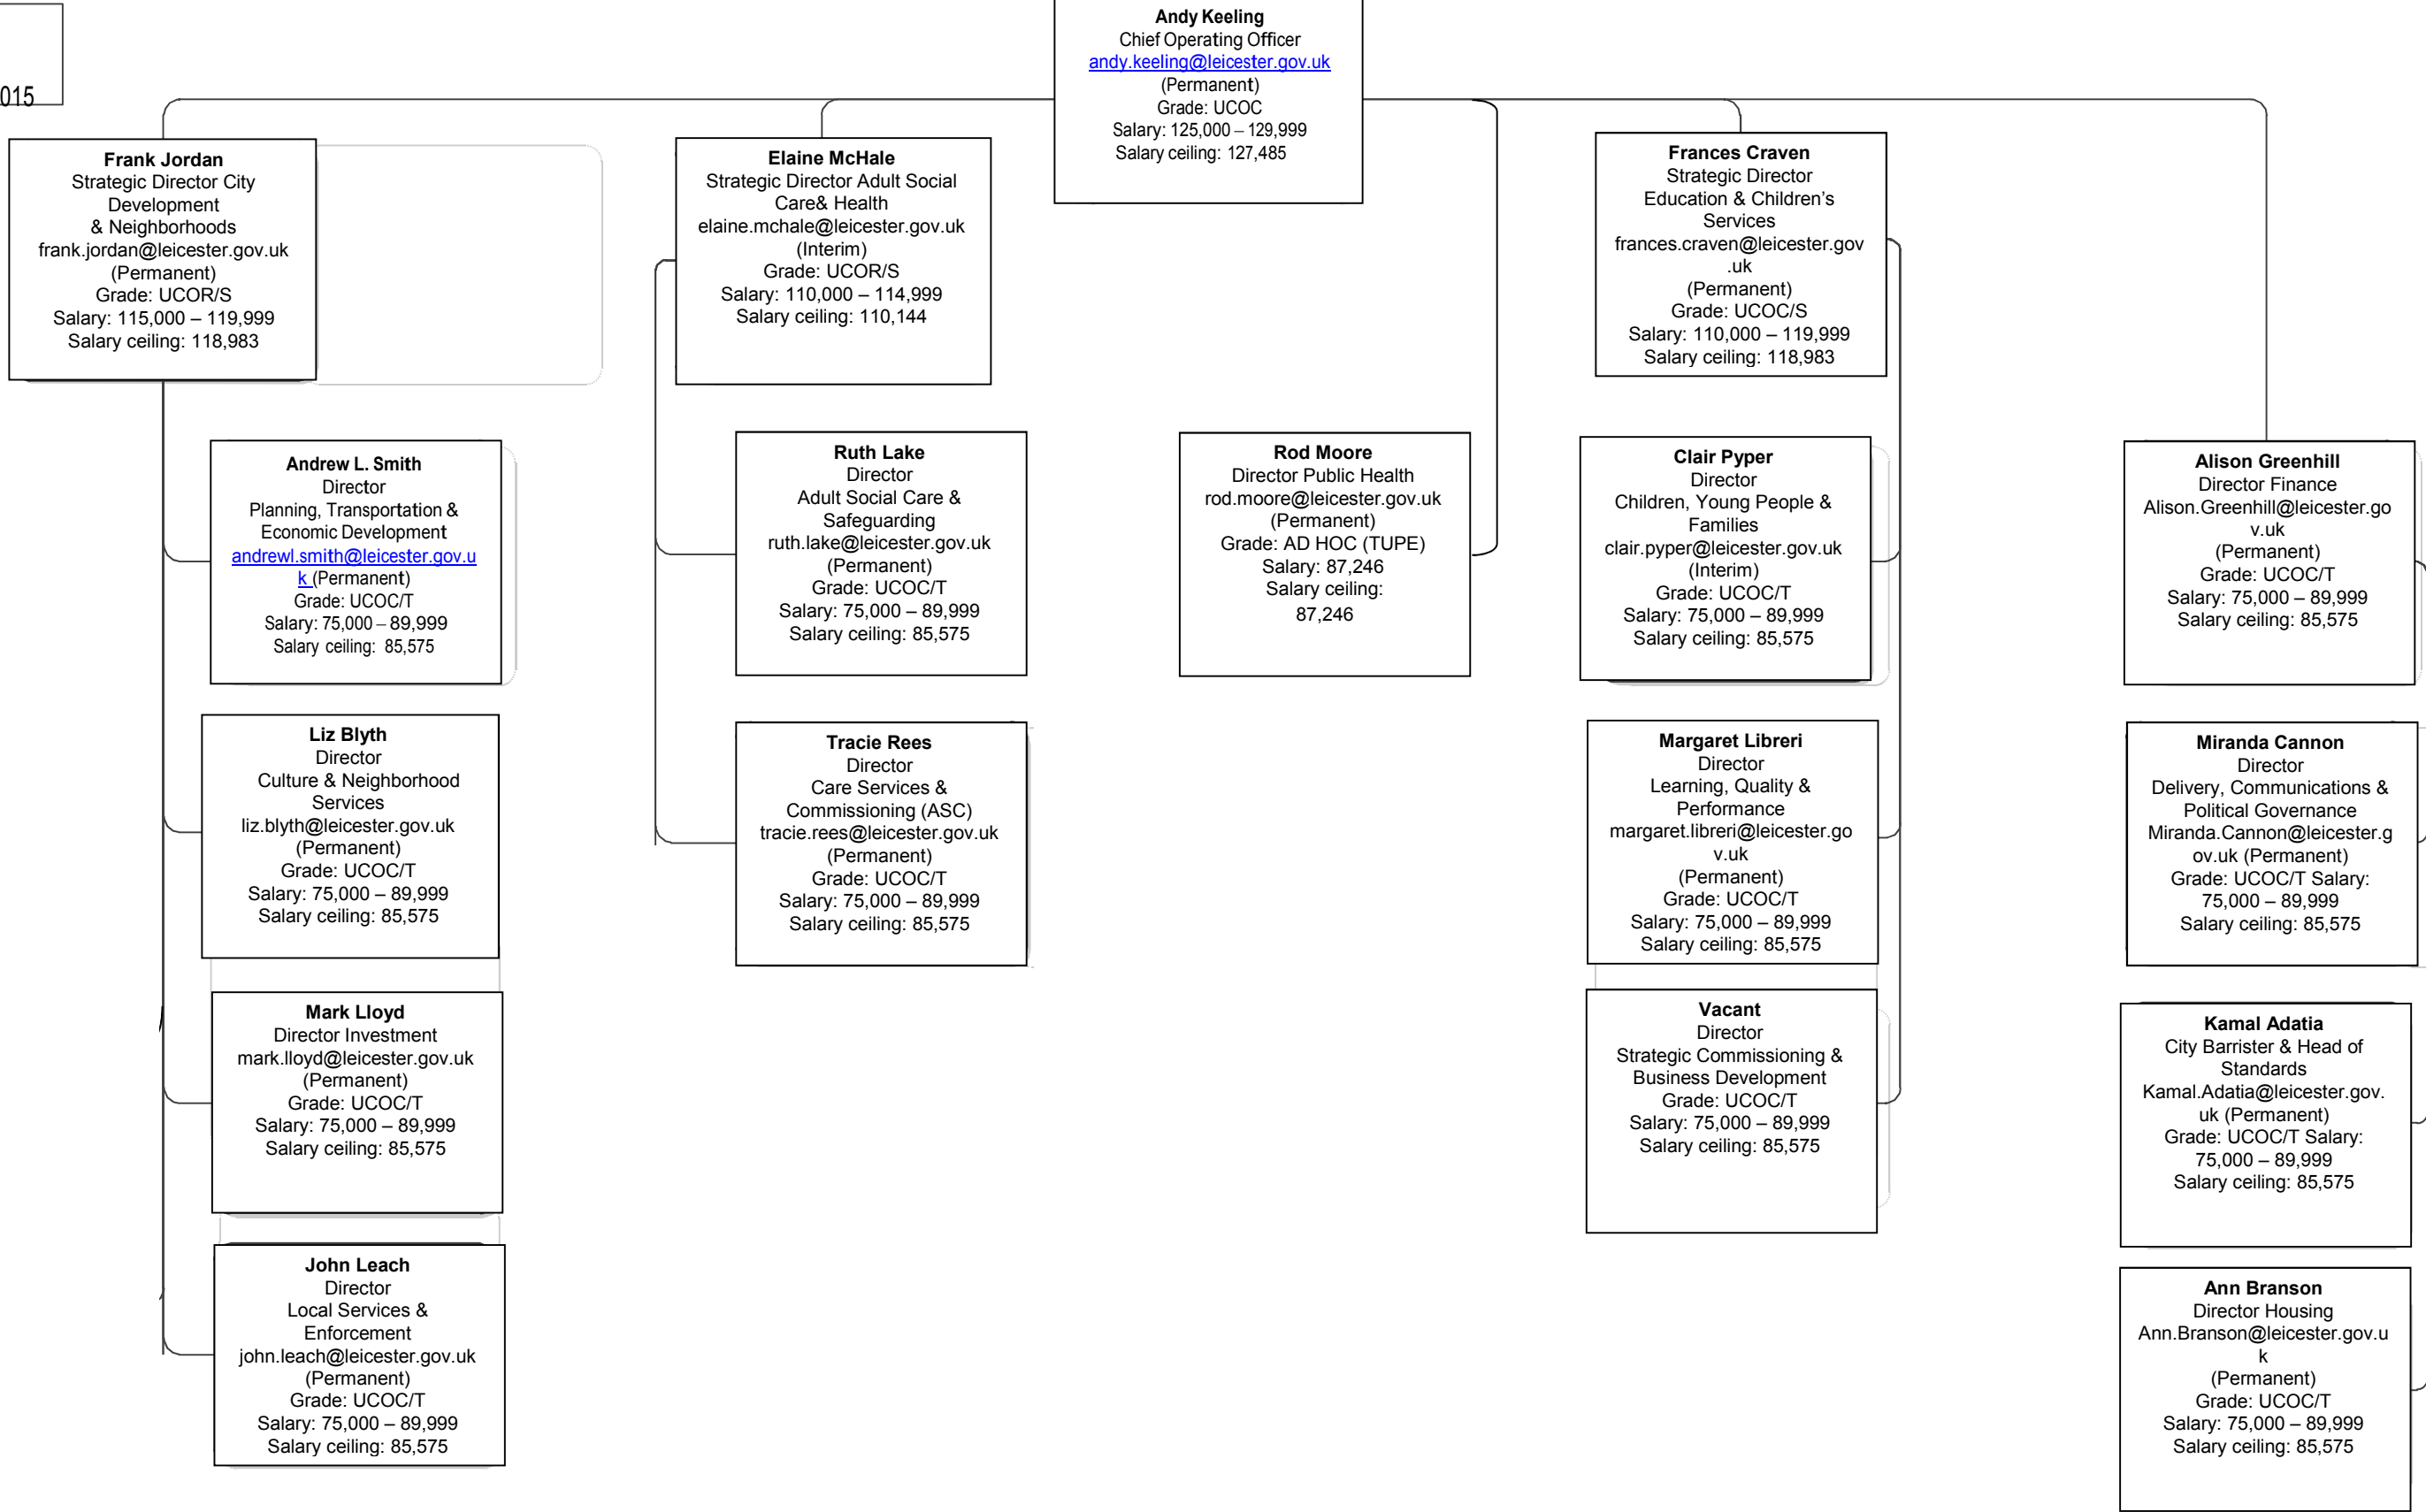 015
Andy Keeling
Chief Operating Officer
andy.keeling@leicester.gov.uk
(Permanent)
Grade: UCOC
Salary: 125,000 – 129,999
Salary ceiling: 127,485
Frank Jordan
Strategic Director City
Development
& Neighborhoods
frank.jordan@leicester.gov.uk
(Permanent)
Grade: UCOR/S
Salary: 115,000 – 119,999
Salary ceiling: 118,983
Elaine McHale
Strategic Director Adult Social
Care& Health
elaine.mchale@leicester.gov.uk
(Interim)
Grade: UCOR/S
Salary: 110,000 – 114,999
Salary ceiling: 110,144
Frances Craven
Strategic Director
Education & Children’s
Services
frances.craven@leicester.gov
.uk
(Permanent)
Grade: UCOC/S
Salary: 110,000 – 119,999
Salary ceiling: 118,983
Andrew L. Smith
Director
Planning, Transportation &
Economic Development
andrewl.smith@leicester.gov.u
k (Permanent)
Grade: UCOC/T
Salary: 75,000 – 89,999
Salary ceiling: 85,575
Ruth Lake
Director
Adult Social Care &
Safeguarding
ruth.lake@leicester.gov.uk
(Permanent)
Grade: UCOC/T
Salary: 75,000 – 89,999
Salary ceiling: 85,575
Rod Moore
Director Public Health
rod.moore@leicester.gov.uk
(Permanent)
Grade: AD HOC (TUPE)
Salary: 87,246
Salary ceiling:
87,246
Clair Pyper
Director
Children, Young People &
Families
clair.pyper@leicester.gov.uk
(Interim)
Grade: UCOC/T
Salary: 75,000 – 89,999
Salary ceiling: 85,575
Alison Greenhill
Director Finance
Alison.Greenhill@leicester.go
v.uk
(Permanent)
Grade: UCOC/T
Salary: 75,000 – 89,999
Salary ceiling: 85,575
Liz Blyth
Director
Culture & Neighborhood
Services
liz.blyth@leicester.gov.uk
(Permanent)
Grade: UCOC/T
Salary: 75,000 – 89,999
Salary ceiling: 85,575
Tracie Rees
Director
Care Services &
Commissioning (ASC)
tracie.rees@leicester.gov.uk
(Permanent)
Grade: UCOC/T
Salary: 75,000 – 89,999
Salary ceiling: 85,575
Margaret Libreri
Director
Learning, Quality &
Performance
margaret.libreri@leicester.go
v.uk
(Permanent)
Grade: UCOC/T
Salary: 75,000 – 89,999
Salary ceiling: 85,575
Miranda Cannon
Director
Delivery, Communications &
Political Governance
Miranda.Cannon@leicester.g
ov.uk (Permanent)
Grade: UCOC/T Salary:
75,000 – 89,999
Salary ceiling: 85,575
Mark Lloyd
Director Investment
mark.lloyd@leicester.gov.uk
(Permanent)
Grade: UCOC/T
Salary: 75,000 – 89,999
Salary ceiling: 85,575
Vacant
Director
Strategic Commissioning &
Business Development
Grade: UCOC/T
Salary: 75,000 – 89,999
Salary ceiling: 85,575
Kamal Adatia
City Barrister & Head of
Standards
Kamal.Adatia@leicester.gov.
uk (Permanent)
Grade: UCOC/T Salary:
75,000 – 89,999
Salary ceiling: 85,575
John Leach
Director
Local Services &
Enforcement
john.leach@leicester.gov.uk
(Permanent)
Grade: UCOC/T
Salary: 75,000 – 89,999
Salary ceiling: 85,575
Ann Branson
Director Housing
Ann.Branson@leicester.gov.u
k
(Permanent)
Grade: UCOC/T
Salary: 75,000 – 89,999
Salary ceiling: 85,575